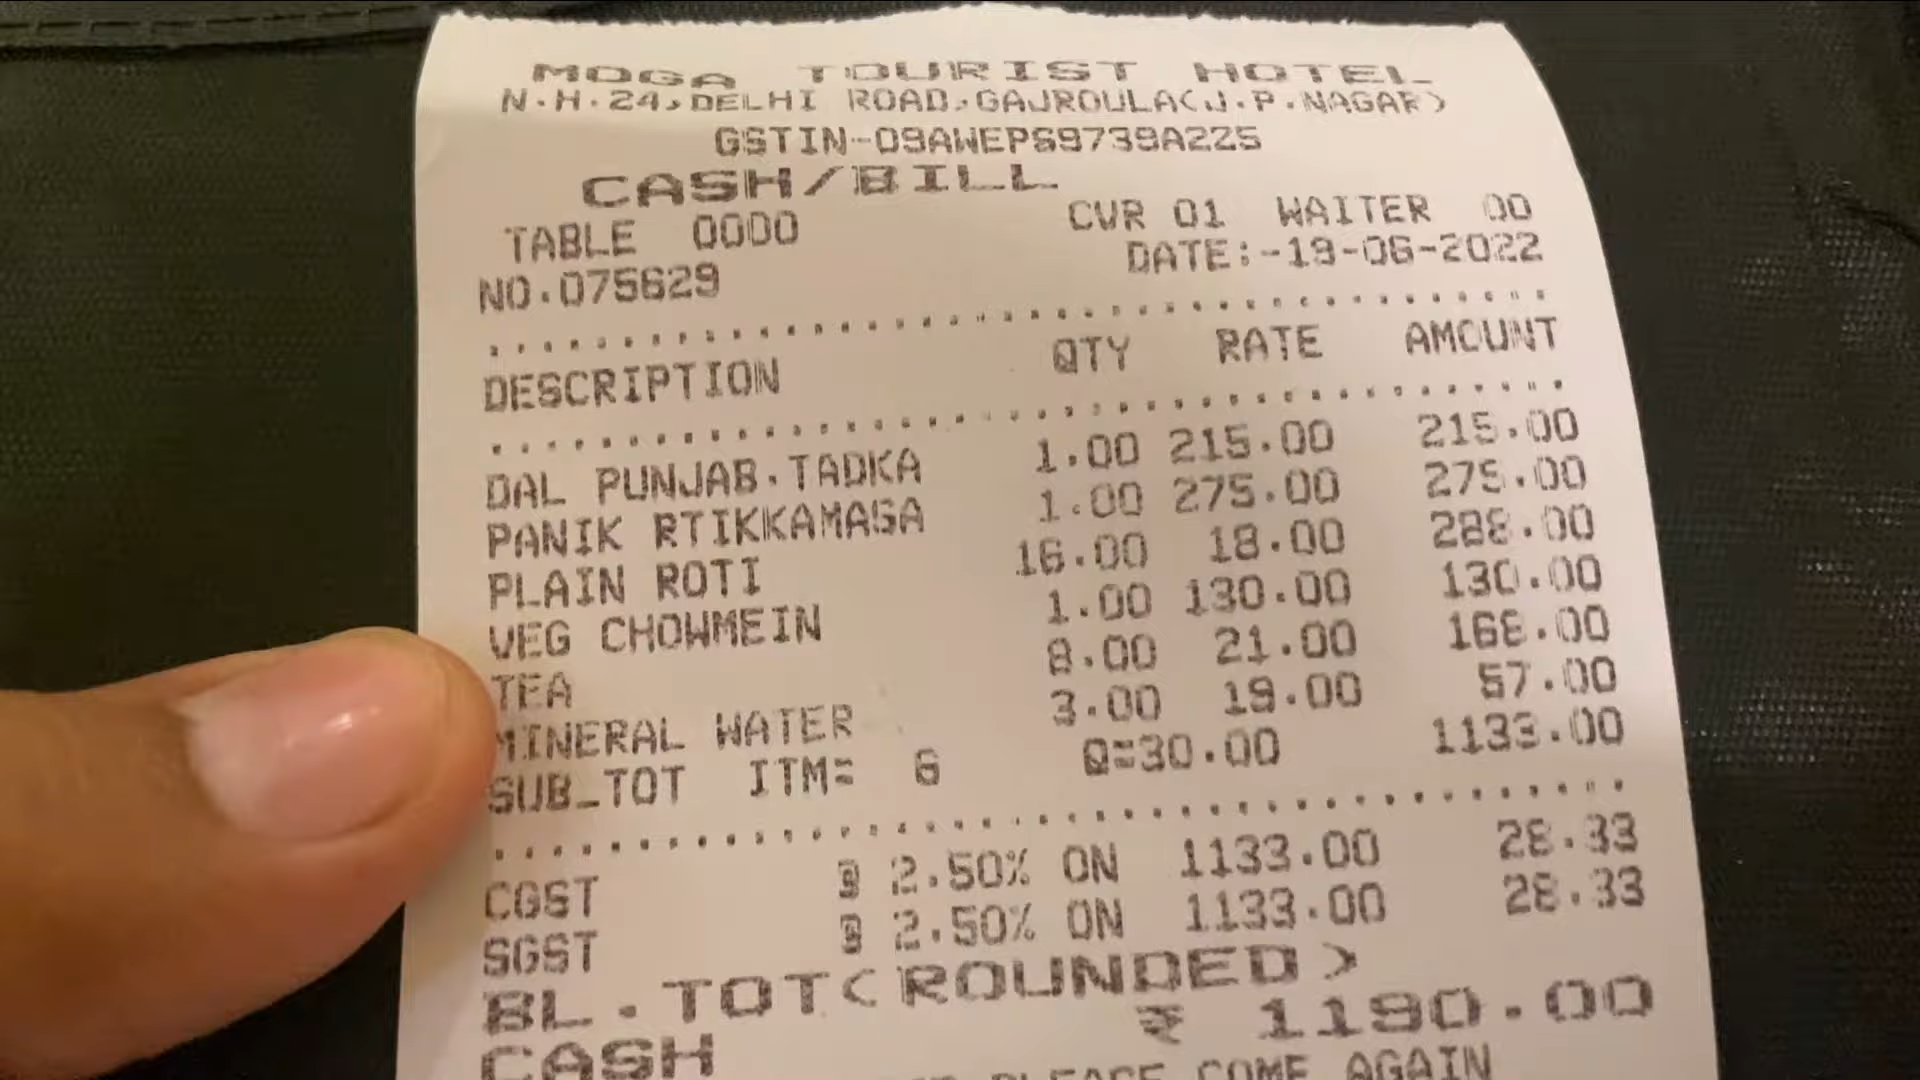 MOGA TOURIST HOTEL
N.H.24,DELHI ROAD,GAJROULA(J.P.NAGAR)
GSTIN-09AWEPS9739A2Z5
CASH/BILL
TABLE 0000 CWR 01 WAITER 00
NO.075629 DATE:-19-06-2022
DESCRIPTION QTY RATE AMOUNT
DAL PUNJAB.TADKA 1.00 215.00 215.00
PANIK RTIKKAMASA 1.00 275.00 275.00
PLAIN ROTI 16.00 18.00 288.00
VEG CHOWMEIN 1.00 130.00 130.00
TEA 8.00 21.00 168.00
MINERAL WATER 3.00 19.00 57.00
SUB_TOT ITM= 6 Q=30.00 1133.00
CGST @ 2.50% ON 1133.00 28.33
SGST @ 2.50% ON 1133.00 28.33
BL.TOT(ROUNDED)
₹ 1190.00
CASH
PLEASE COME AGAIN